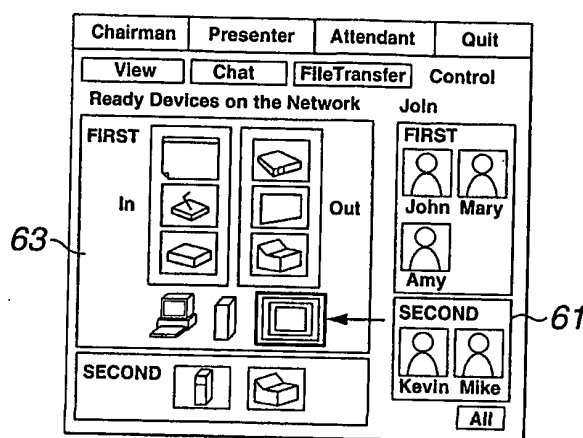 Chairman Presenter Attendant Quit
View Chat FileTransfer Control
Ready Devices on the Network Join
FIRST
In
Out
63
SECOND
FIRST
John Mary
Amy
SECOND
61
Kevin Mike
All